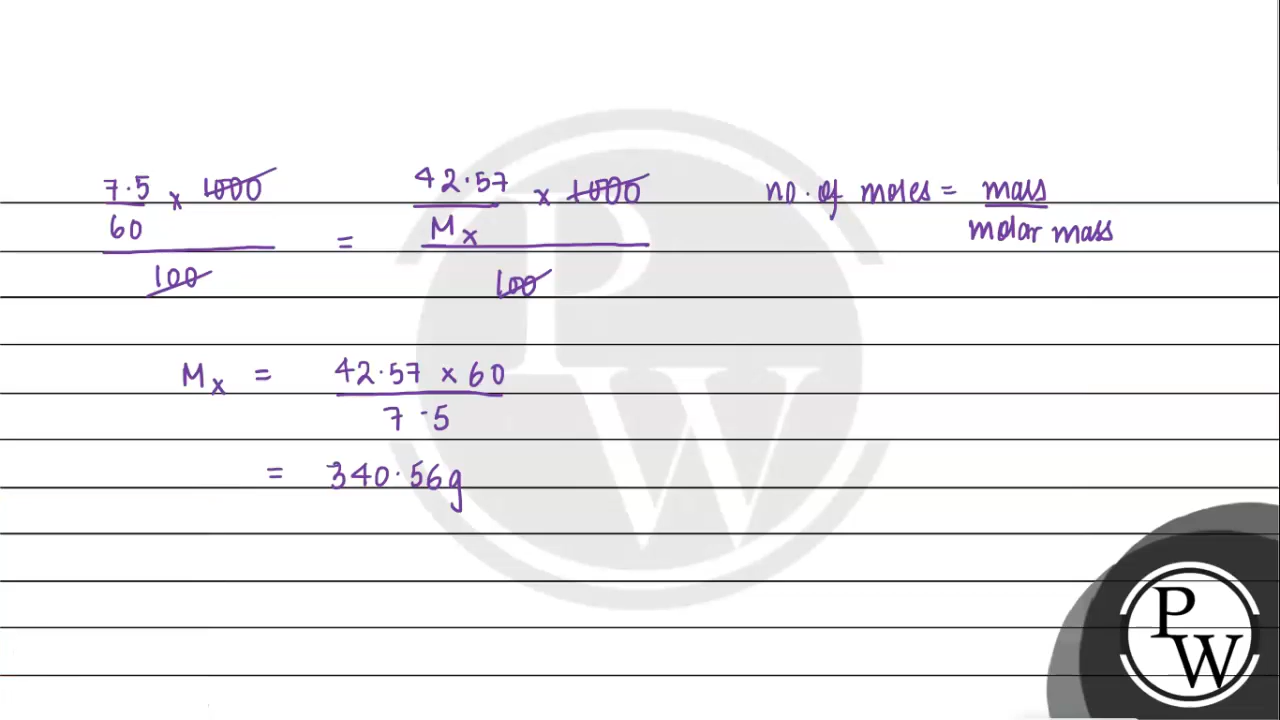 7.5/60 × 1000 / 100 = 42.57/Mx × 1000 / 100
no. of moles = mass / molar mass
Mx = 42.57 × 60 / 7.5
= 340.56g
PW
PW